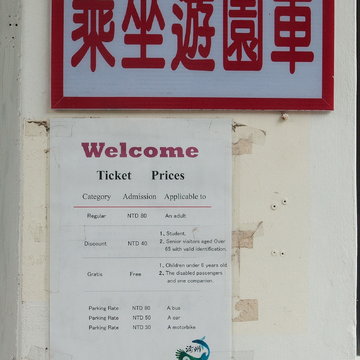 乘坐遊園車
Welcome
Ticket Prices
Category Admission Applicable to
Regular NTD 80 An adult
Discount NTD 40 1, Student.
2, Senior visitors aged Over
65 with valid identification.
Gratis Free 1, Children under 6 years old.
2, The disabled passengers
and one companion.
Parking Rate NTD 80 A bus
Parking Rate NTD 50 A car
Parking Rate NTD 30 A motorbike